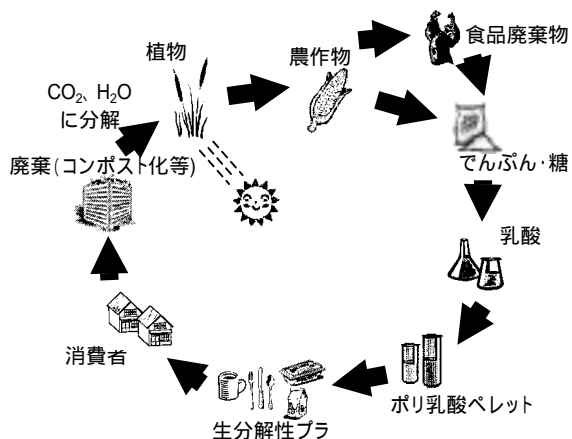 植物
農作物
食品廃棄物
でんぷん･糖
乳酸
ポリ乳酸ペレット
生分解性プラ
消費者
廃棄(コンポスト化等)
CO₂、H₂O
に分解